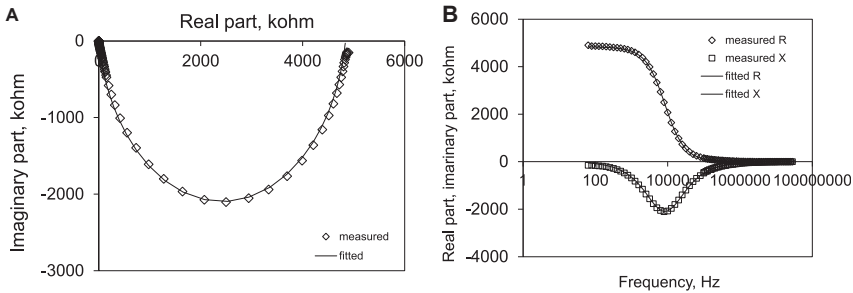 A
Real part, kohm
0 2000 4000 6000
0
-1000
-2000
-3000
Imaginary part, kohm
measured
fitted
B
6000
4000
2000
0
-2000
-4000
Real part, imarinary part, kohm
1 100 10000 1000000 100000000
measured R
measured X
fitted R
fitted X
Frequency, Hz